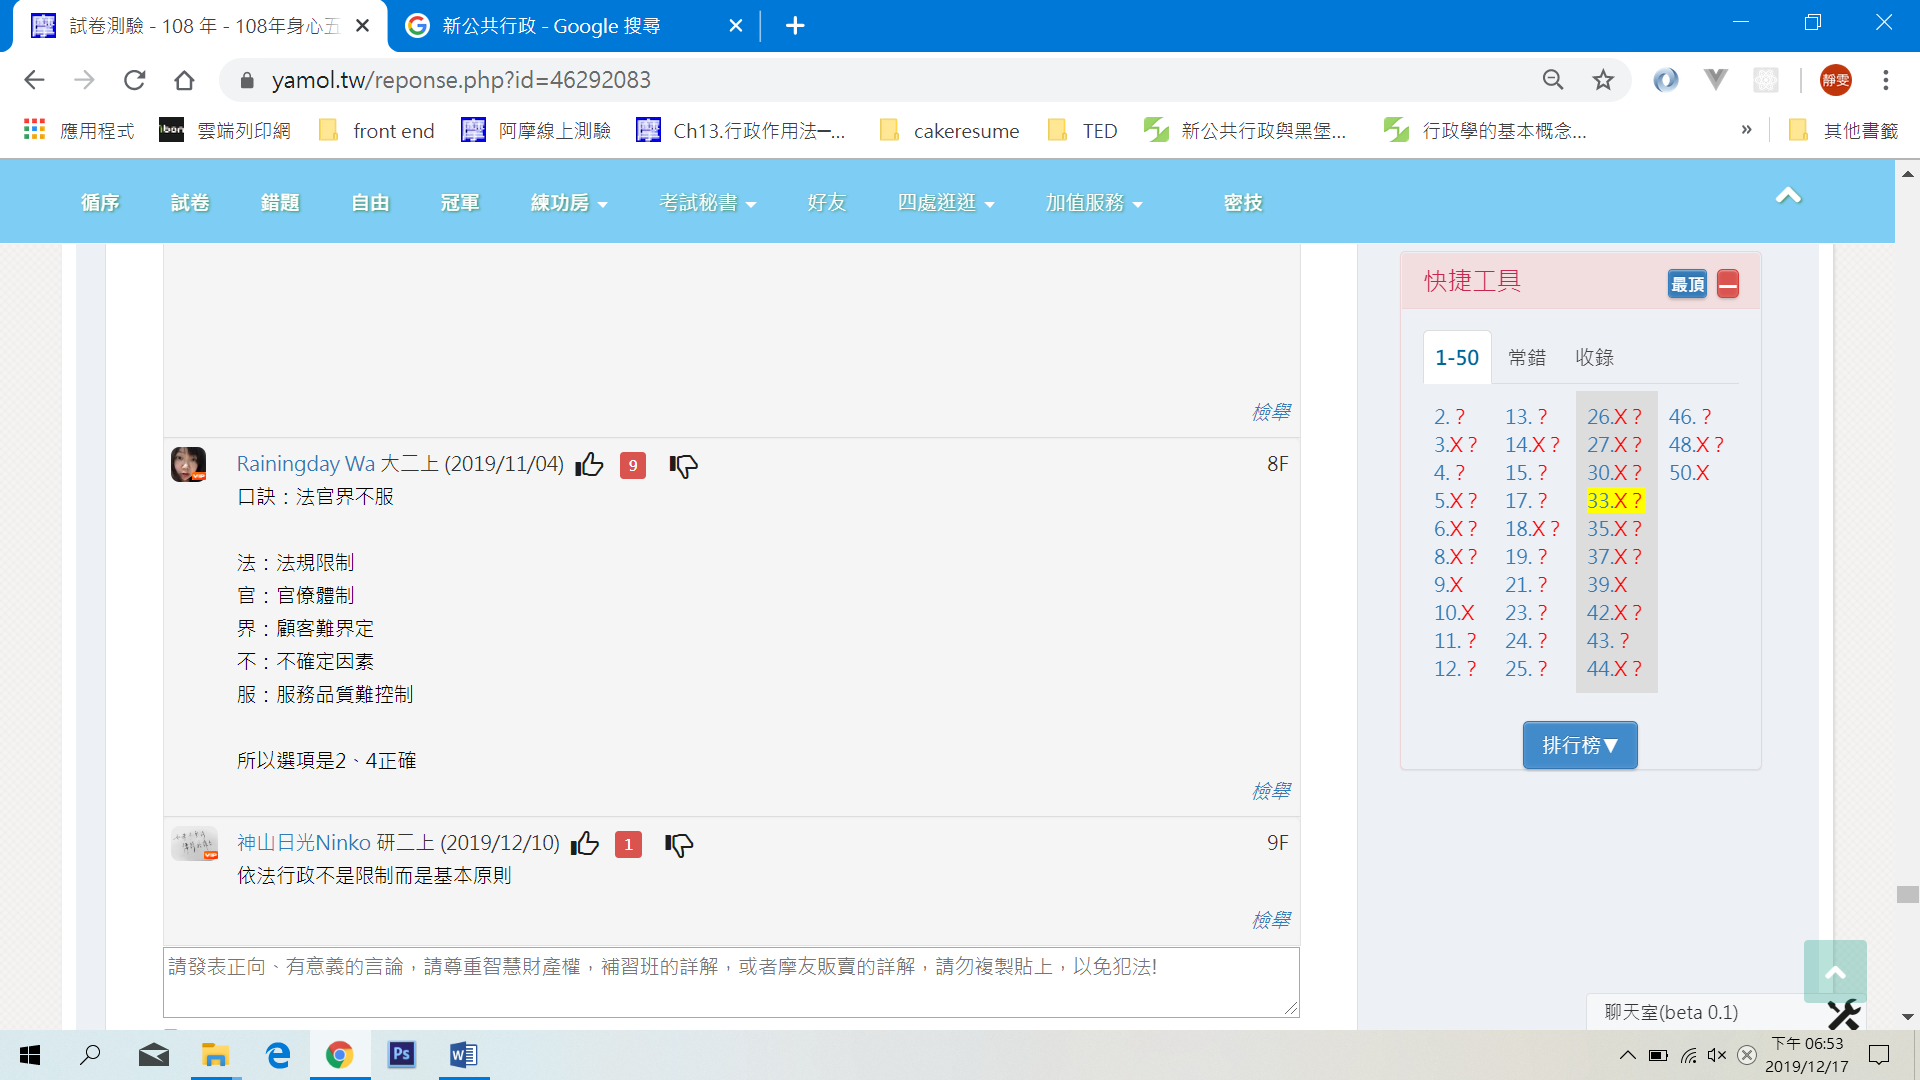 試卷測驗 - 108 年 - 108年身心五
新公共行政 - Google 搜尋
yamol.tw/reponse.php?id=46292083
靜雯
應用程式
ibon
雲端列印網
front end
摩
阿摩線上測驗
摩
Ch13.行政作用法─...
cakeresume
TED
新公共行政與黑堡...
行政學的基本概念...
»
其他書籤
循序
試卷
錯題
自由
冠軍
練功房
考試秘書
好友
四處逛逛
加值服務
密技
檢舉
Rainingday Wa 大二上 (2019/11/04) 9
8F
口訣：法官界不服
法：法規限制
官：官僚體制
界：顧客難界定
不：不確定因素
服：服務品質難控制
所以選項是2、4正確
檢舉
神山日光Ninko 研二上 (2019/12/10) 1
9F
依法行政不是限制而是基本原則
檢舉
請發表正向、有意義的言論，請尊重智慧財產權，補習班的詳解，或者摩友販賣的詳解，請勿複製貼上，以免犯法!
快捷工具
最頂
1-50
常錯
收錄
2. ?
3.X ?
4. ?
5.X ?
6.X ?
8.X ?
9.X
10.X
11. ?
12. ?
13. ?
14.X ?
15. ?
17. ?
18.X ?
19. ?
21. ?
23. ?
24. ?
25. ?
26.X ?
27.X ?
30.X ?
33.X ?
35.X ?
37.X ?
39.X
42.X ?
43. ?
44.X ?
46. ?
48.X ?
50.X
排行榜▼
聊天室(beta 0.1)
Ps
下午 06:53
2019/12/17